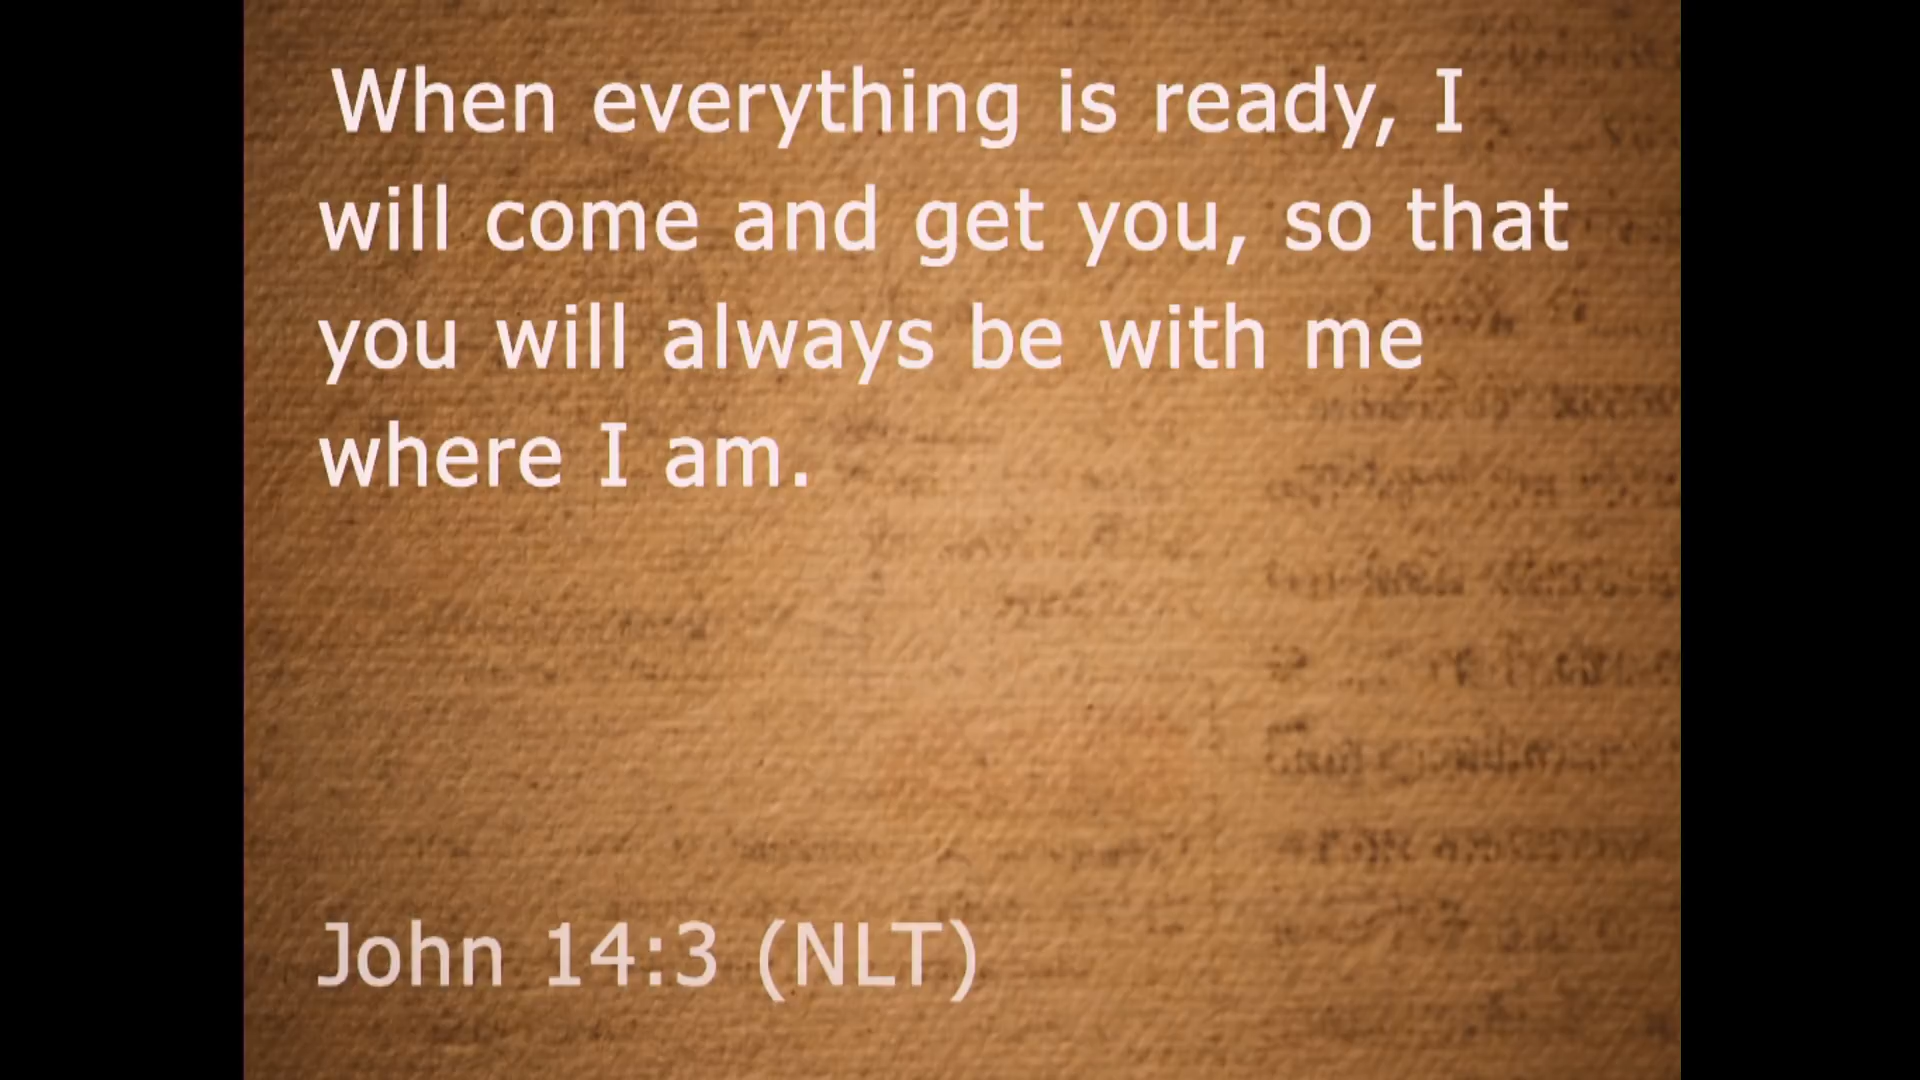 When everything is ready, I
will come and get you, so that
you will always be with me
where I am.
John 14:3 (NLT)